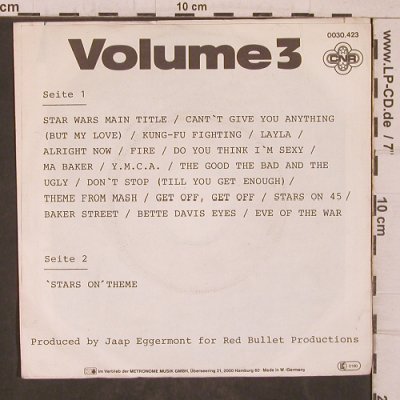 cm
10 cm
www.LP-CD.de / 7"
10 cm
Volume 3
0030.423
CNR
Seite 1
STAR WARS MAIN TITLE / CANT`T GIVE YOU ANYTHING
(BUT MY LOVE) / KUNG-FU FIGHTING / LAYLA /
ALRIGHT NOW / FIRE / DO YOU THINK I`M SEXY /
MA BAKER / Y.M.C.A. / THE GOOD THE BAD AND THE
UGLY / DON`T STOP (TILL YOU GET ENOUGH) /
THEME FROM MASH / GET OFF, GET OFF / STARS ON 45 /
BAKER STREET / BETTE DAVIS EYES / EVE OF THE WAR
Seite 2
`STARS ON´THEME
Produced by Jaap Eggermont for Red Bullet Productions
Im Vertrieb der METRONOME MUSIK GMBH, Überseering 21, 2000 Hamburg 60 Made in W. Germany